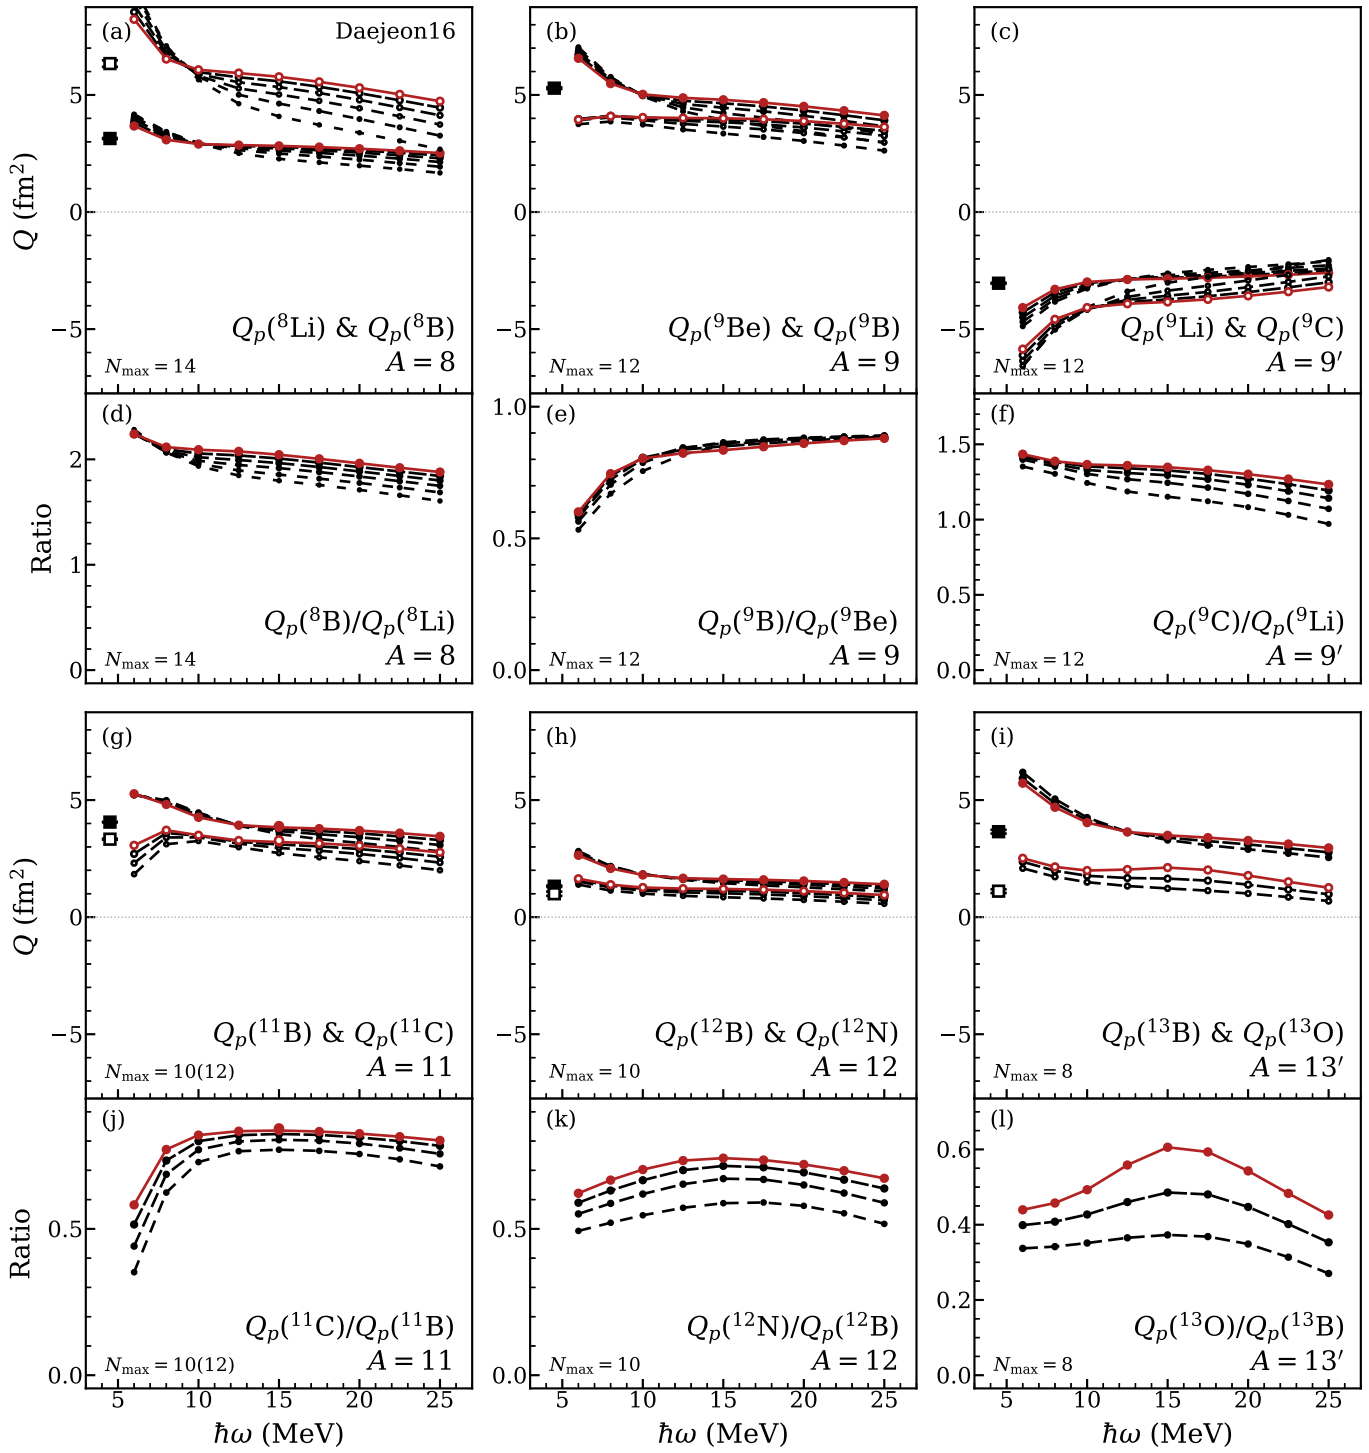 (a) Daejeon16
5
0
−5
Q (fm²)
Nmax = 14
Qp(⁸Li) & Qp(⁸B)
A = 8
(b)
5
0
−5
Nmax = 12
Qp(⁹Be) & Qp(⁹B)
A = 9
(c)
5
0
−5
Nmax = 12
Qp(⁹Li) & Qp(⁹C)
A = 9′
(d)
2
1
0
Ratio
Qp(⁸B)/Qp(⁸Li)
Nmax = 14
A = 8
(e)
1.0
0.5
0.0
Qp(⁹B)/Qp(⁹Be)
Nmax = 12
A = 9
(f)
1.5
1.0
0.5
0.0
Qp(⁹C)/Qp(⁹Li)
Nmax = 12
A = 9′
(g)
5
0
−5
Q (fm²)
Qp(¹¹B) & Qp(¹¹C)
Nmax = 10(12)
A = 11
(h)
5
0
−5
Qp(¹²B) & Qp(¹²N)
Nmax = 10
A = 12
(i)
5
0
−5
Qp(¹³B) & Qp(¹³O)
Nmax = 8
A = 13′
(j)
0.5
0.0
Ratio
Qp(¹¹C)/Qp(¹¹B)
Nmax = 10(12)
A = 11
5 10 15 20 25
ℏω (MeV)
(k)
0.5
0.0
Qp(¹²N)/Qp(¹²B)
Nmax = 10
A = 12
5 10 15 20 25
ℏω (MeV)
(l)
0.6
0.4
0.2
0.0
Qp(¹³O)/Qp(¹³B)
Nmax = 8
A = 13′
5 10 15 20 25
ℏω (MeV)